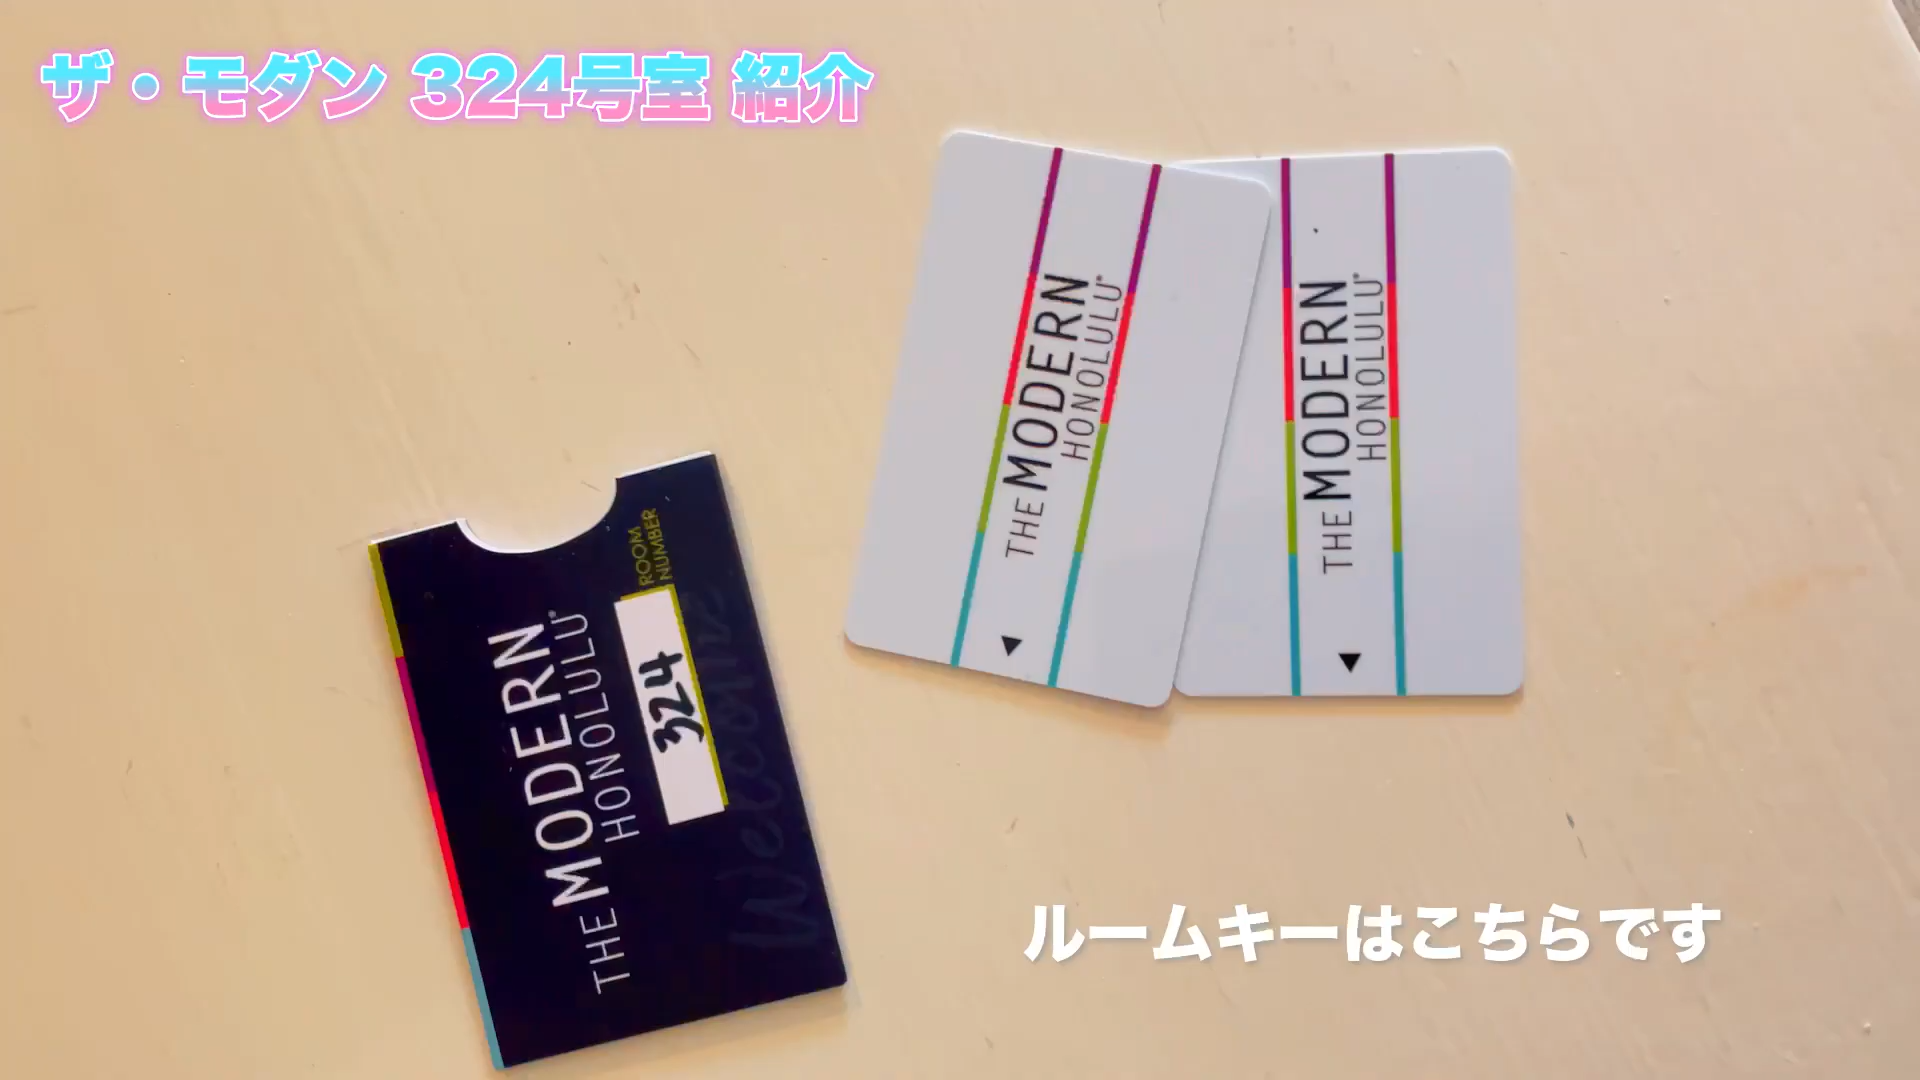 ザ・モダン 324号室 紹介
THE MODERN
HONOLULU
THE MODERN
HONOLULU
THE MODERN
HONOLULU
ROOM
NUMBER
324
Welcome
ルームキーはこちらです